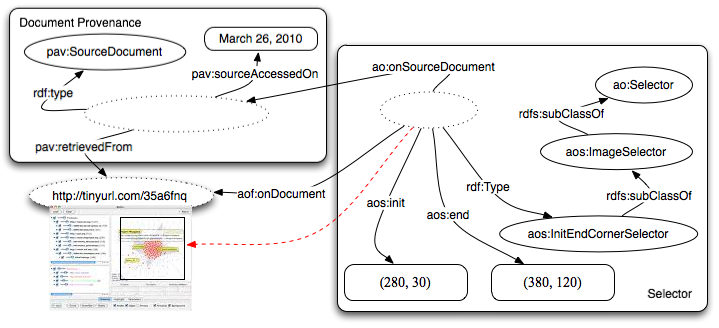 Document Provenance
pav:SourceDocument
March 26, 2010
pav:sourceAccessedOn
rdf:type
pav:retrievedFrom
http://tinyurl.com/35a6fnq
ao:onSourceDocument
ao:Selector
rdfs:subClassOf
aos:ImageSelector
rdf:Type
rdfs:subClassOf
aof:onDocument
aos:init
aos:end
aos:InitEndCornerSelector
(280, 30)
(380, 120)
Selector